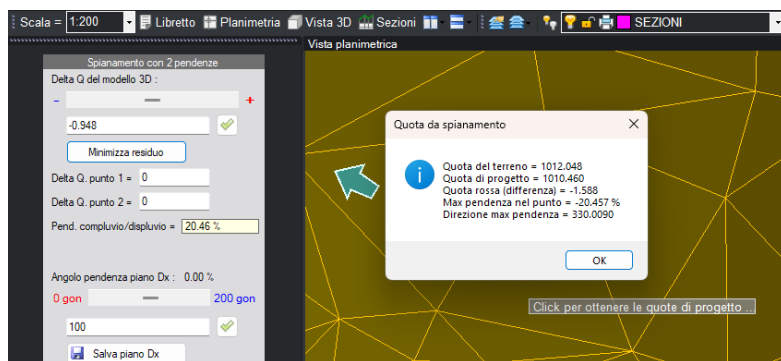 Scala = 1:200 Libretto Planimetria Vista 3D Sezioni SEZIONI
Vista planimetrica
Spianamento con 2 pendenze
Delta Q del modello 3D :
- +
-0.948
Minimizza residuo
Delta Q. punto 1 = 0
Delta Q. punto 2 = 0
Pend. compluvio/displuvio = 20.46 %
Angolo pendenza piano Dx : 0.00 %
0 gon 200 gon
100
Salva piano Dx
Quota da spianamento
Quota del terreno = 1012.048
Quota di progetto = 1010.460
Quota rossa (differenza) = -1.588
Max pendenza nel punto = -20.457 %
Direzione max pendenza = 330.0090
OK
Click per ottenere le quote di progetto ...